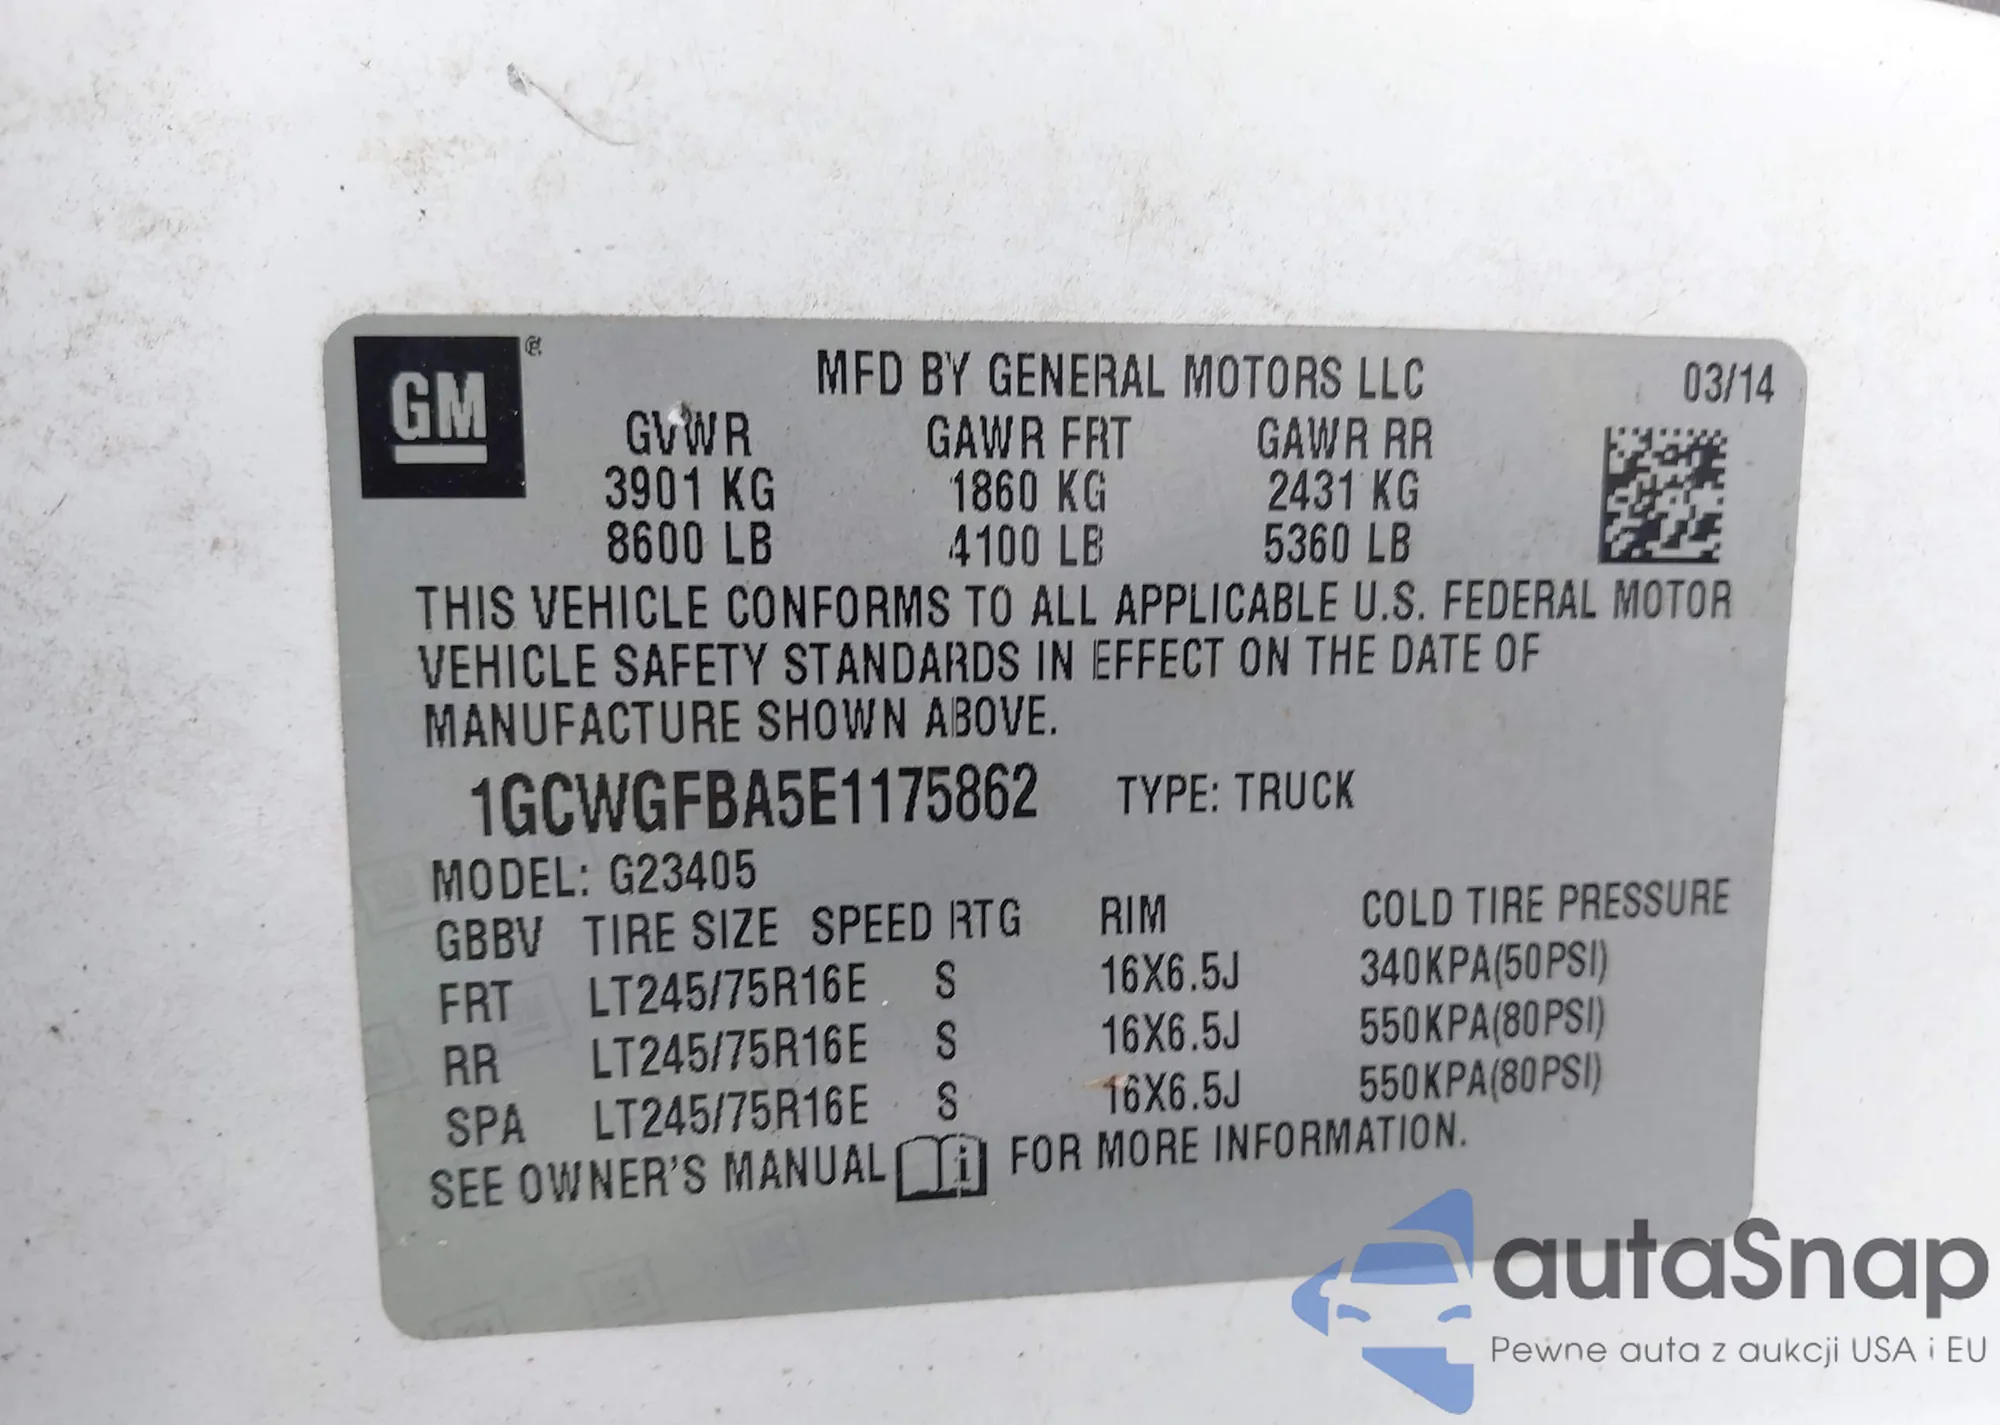 GM ®
MFD BY GENERAL MOTORS LLC 03/14
GVWR GAWR FRT GAWR RR
3901 KG 1860 KG 2431 KG
8600 LB 4100 LB 5360 LB
THIS VEHICLE CONFORMS TO ALL APPLICABLE U.S. FEDERAL MOTOR
VEHICLE SAFETY STANDARDS IN EFFECT ON THE DATE OF
MANUFACTURE SHOWN ABOVE.
1GCWGFBA5E1175862 TYPE: TRUCK
MODEL: G23405
GBBV TIRE SIZE SPEED RTG RIM COLD TIRE PRESSURE
FRT LT245/75R16E S 16X6.5J 340KPA(50PSI)
RR LT245/75R16E S 16X6.5J 550KPA(80PSI)
SPA LT245/75R16E S 16X6.5J 550KPA(80PSI)
SEE OWNER'S MANUAL i FOR MORE INFORMATION.
autaSnap
Pewne auta z aukcji USA i EU